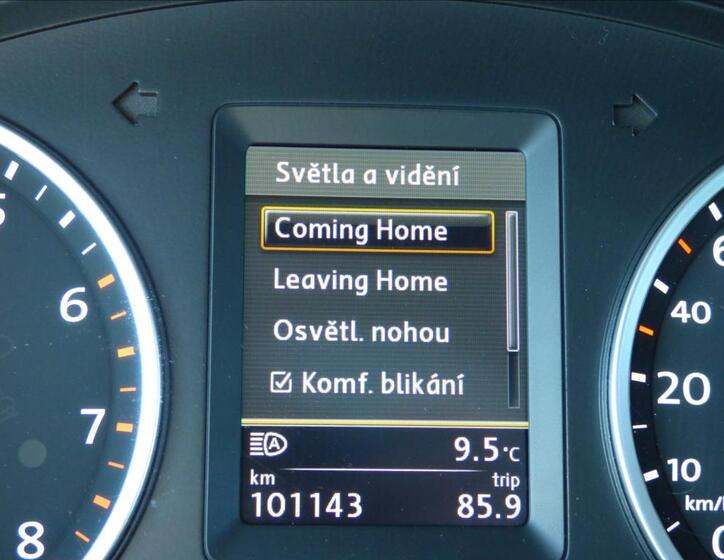 Světla a vidění
Coming Home
Leaving Home
Osvětl. nohou
Komf. blikání
A
9.5°C
km
trip
101143
85.9
6
7
8
40
20
10
km/